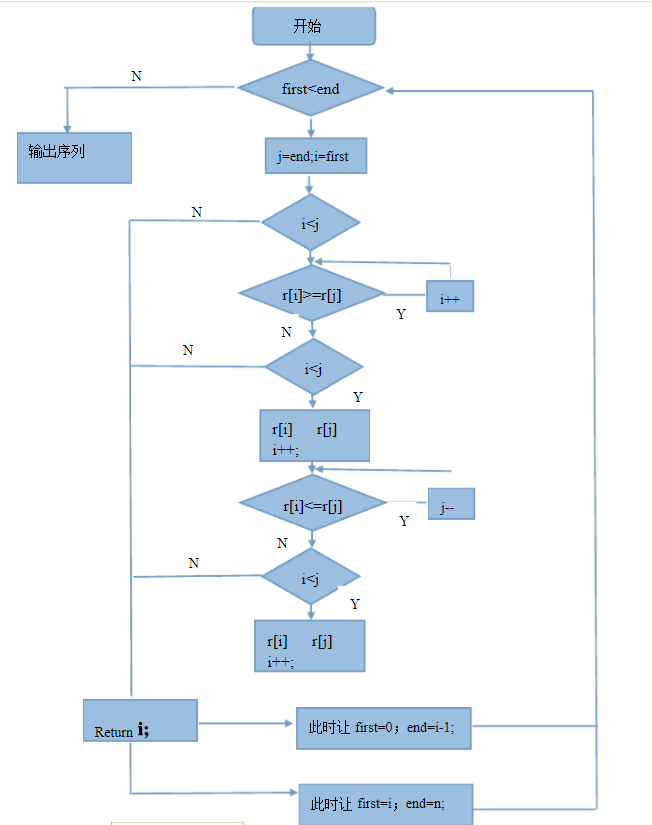 开始
N
first<end
输出序列
j=end;i=first
N
i<j
r[i]>=r[j]
i++
Y
N
N
i<j
Y
r[i] r[j]
i++;
r[i]<=r[j]
j--
Y
N
N
i<j
Y
r[i] r[j]
i++;
Return i;
此时让 first=0；end=i-1;
此时让 first=i；end=n;